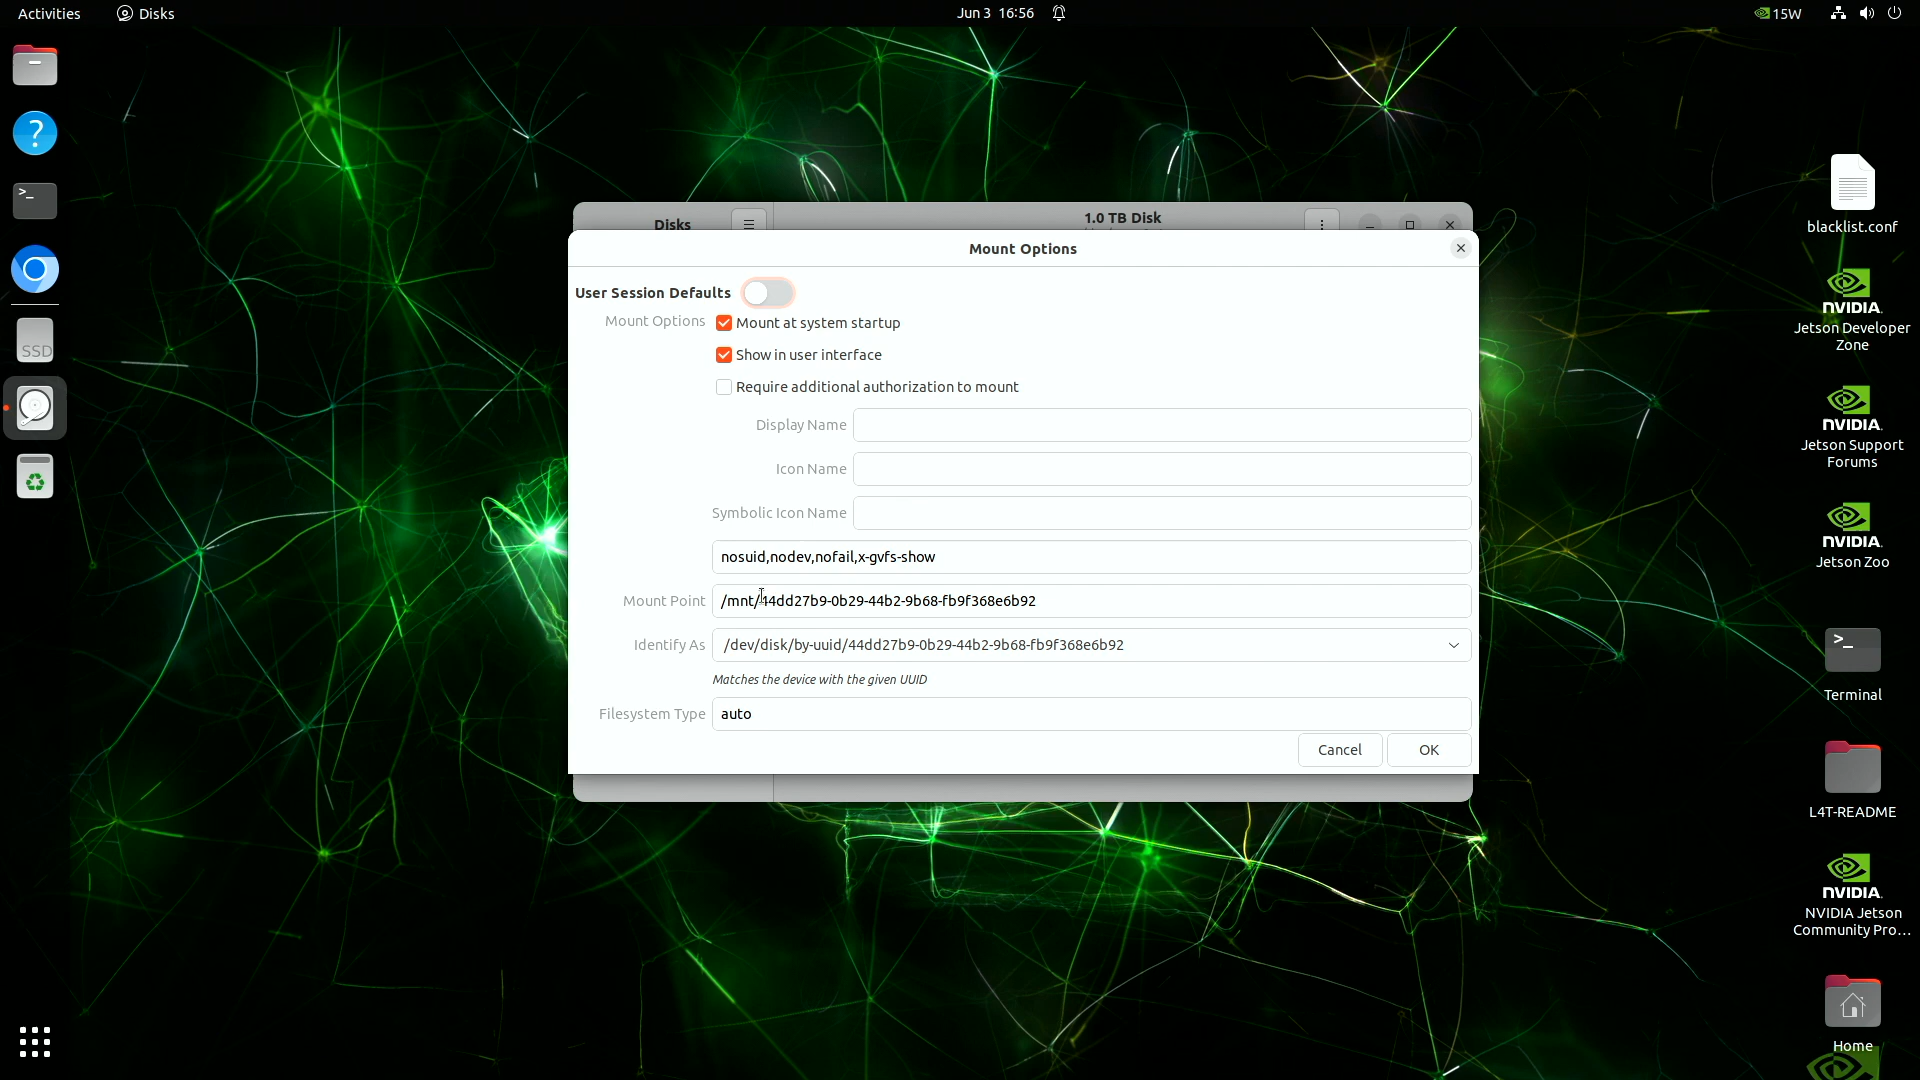 Activities
Disks
Jun 3 16:56
15W
SSD
Disks
1.0 TB Disk
Mount Options
User Session Defaults
Mount Options
Mount at system startup
Show in user interface
Require additional authorization to mount
Display Name
Icon Name
Symbolic Icon Name
nosuid,nodev,nofail,x-gvfs-show
Mount Point
/mnt/44dd27b9-0b29-44b2-9b68-fb9f368e6b92
Identify As
/dev/disk/by-uuid/44dd27b9-0b29-44b2-9b68-fb9f368e6b92
Matches the device with the given UUID
Filesystem Type
auto
Cancel
OK
blacklist.conf
NVIDIA.
Jetson Developer
Zone
NVIDIA.
Jetson Support
Forums
NVIDIA.
Jetson Zoo
Terminal
L4T-README
NVIDIA.
NVIDIA Jetson
Community Pro...
Home